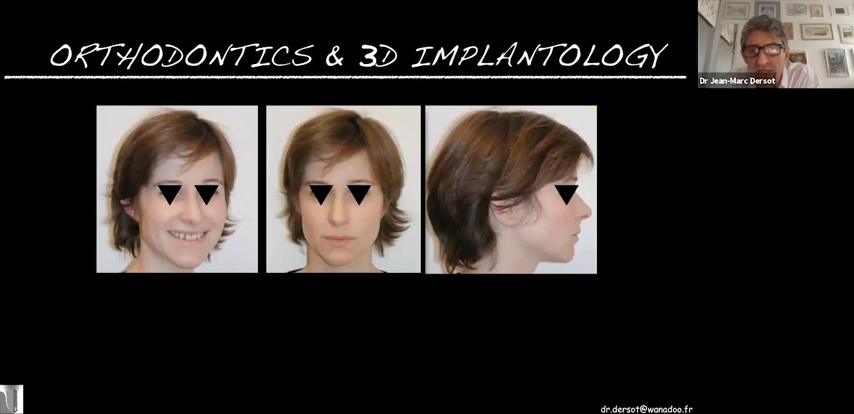 ORTHODONTICS & 3D IMPLANTOLOGY
Dr Jean-Marc Dersot
dr.dersot@wanadoo.fr